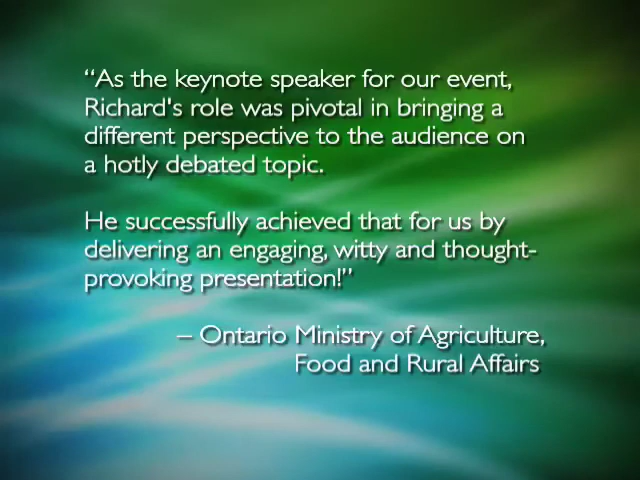 “As the keynote speaker for our event,
Richard's role was pivotal in bringing a
different perspective to the audience on
a hotly debated topic.
He successfully achieved that for us by
delivering an engaging, witty and thought-
provoking presentation!”
– Ontario Ministry of Agriculture,
Food and Rural Affairs